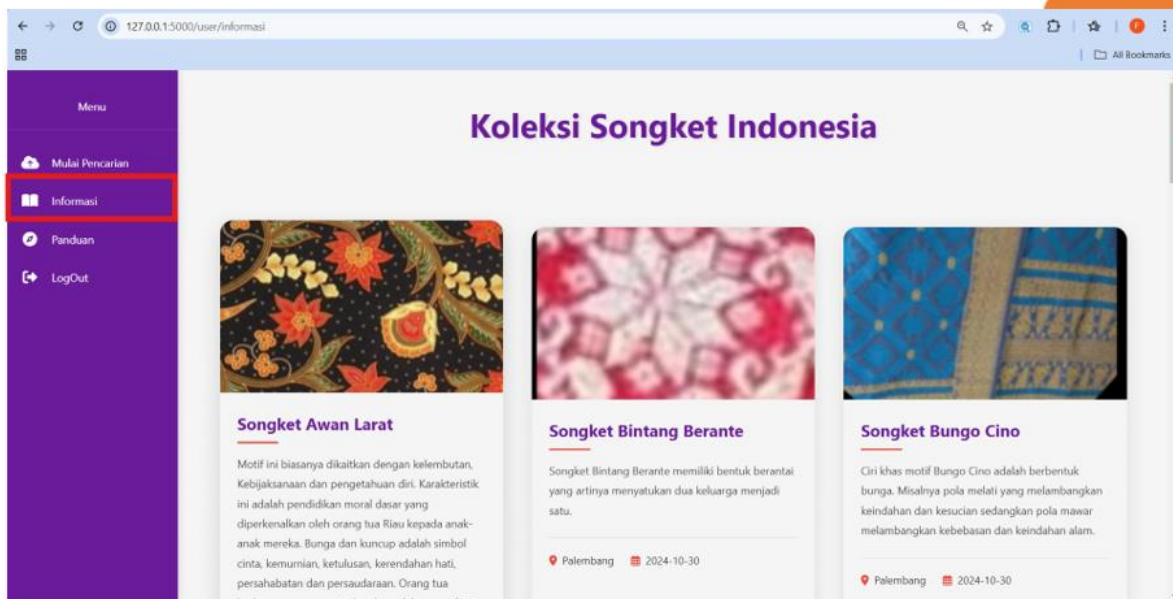 127.0.0.1:5000/user/informasi
All Bookmarks
Menu
Mulai Pencarian
Informasi
Panduan
LogOut
Koleksi Songket Indonesia
Songket Awan Larat
Motif ini biasanya dikaitkan dengan kelembutan,
Kebijaksanaan dan pengetahuan diri. Karakteristik
ini adalah pendidikan moral dasar yang
diperkenalkan oleh orang tua Riau kepada anak-
anak mereka. Bunga dan kuncup adalah simbol
cinta, kemurnian, ketulusan, kerendahan hati,
persahabatan dan persaudaraan. Orang tua
Songket Bintang Berante
Songket Bintang Berante memiliki bentuk berantai
yang artinya menyatukan dua keluarga menjadi
satu.
Palembang 2024-10-30
Songket Bungo Cino
Ciri khas motif Bungo Cino adalah berbentuk
bunga. Misalnya pola melati yang melambangkan
keindahan dan kesucian sedangkan pola mawar
melambangkan kebebasan dan keindahan alam.
Palembang 2024-10-30